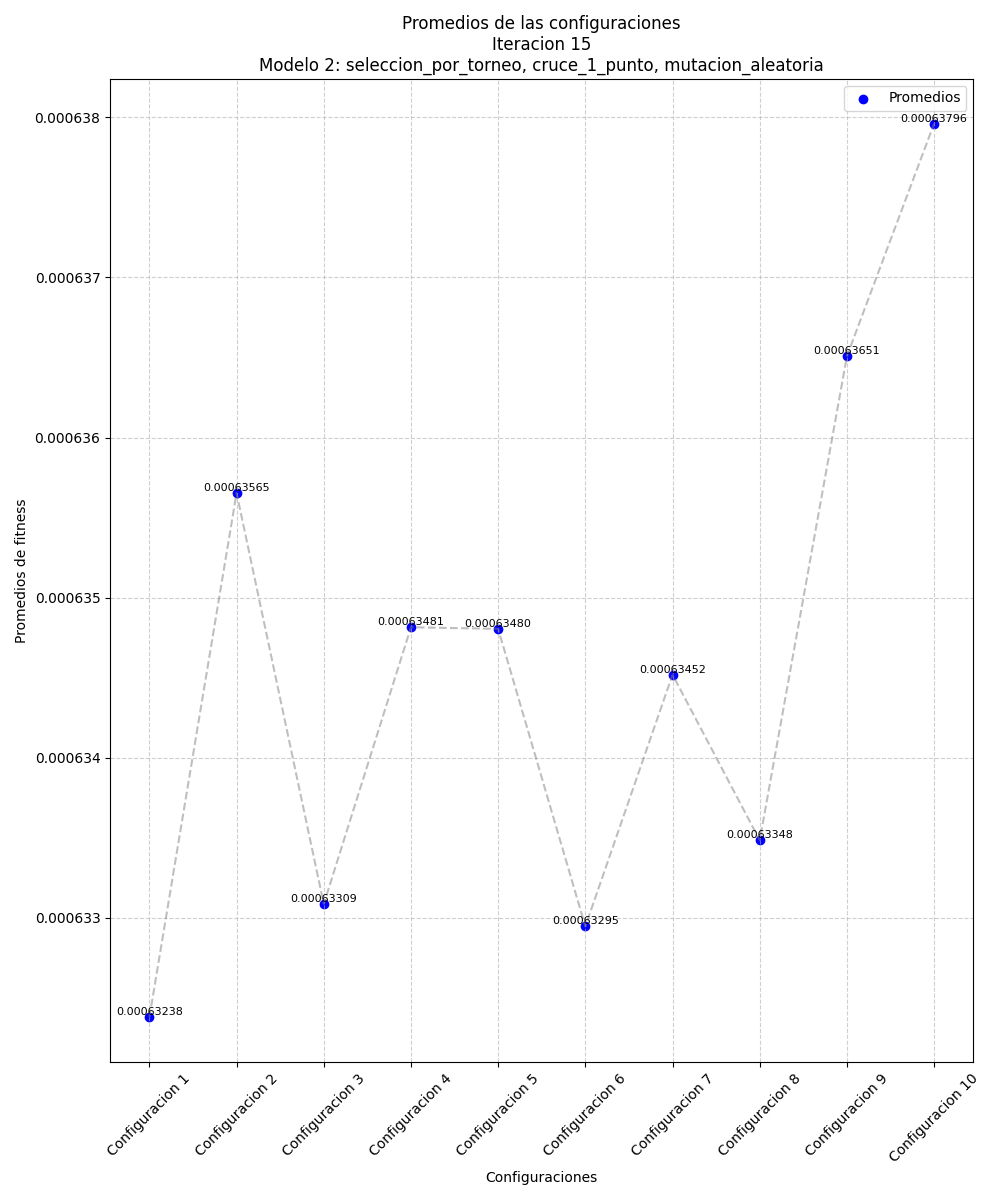 Promedios de las configuraciones
Iteracion 15
Modelo 2: seleccion_por_torneo, cruce_1_punto, mutacion_aleatoria
Promedios
0.000638
0.000637
0.000636
0.000635
0.000634
0.000633
Promedios de fitness
0.00063238
0.00063565
0.00063309
0.00063481
0.00063480
0.00063295
0.00063452
0.00063348
0.00063651
0.00063796
Configuracion 1
Configuracion 2
Configuracion 3
Configuracion 4
Configuracion 5
Configuracion 6
Configuracion 7
Configuracion 8
Configuracion 9
Configuracion 10
Configuraciones